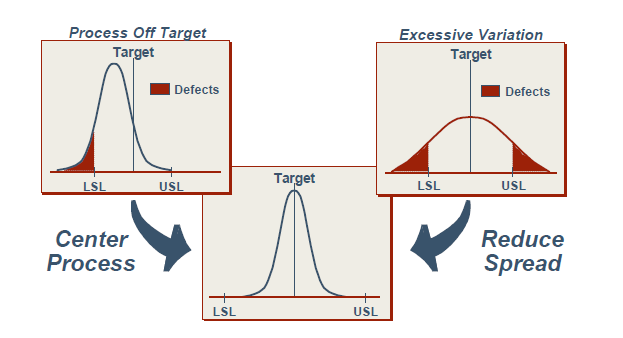 Process Off Target
Target
Defects
LSL USL
Excessive Variation
Target
Defects
LSL USL
Center
Process
Target
LSL USL
Reduce
Spread